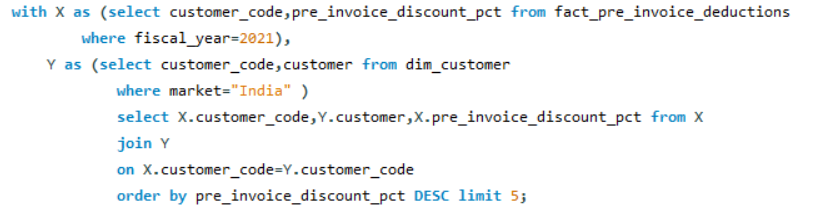 with X as (select customer_code,pre_invoice_discount_pct from fact_pre_invoice_deductions
where fiscal_year=2021),
Y as (select customer_code,customer from dim_customer
where market="India" )
select X.customer_code,Y.customer,X.pre_invoice_discount_pct from X
join Y
on X.customer_code=Y.customer_code
order by pre_invoice_discount_pct DESC limit 5;